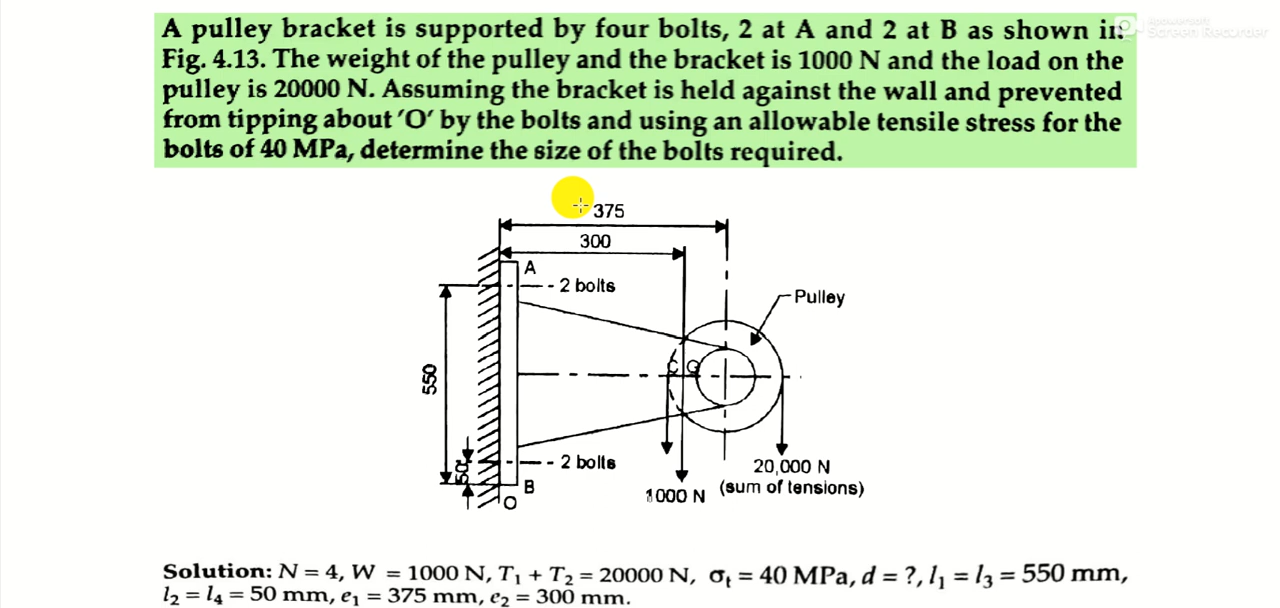 A pulley bracket is supported by four bolts, 2 at A and 2 at B as shown in
Fig. 4.13. The weight of the pulley and the bracket is 1000 N and the load on the
pulley is 20000 N. Assuming the bracket is held against the wall and prevented
from tipping about ′O′ by the bolts and using an allowable tensile stress for the
bolts of 40 MPa, determine the size of the bolts required.
Apowersoft
Screen Recorder
375
300
A
2 bolts
Pulley
550
C G
50
2 bolts
B
O
20,000 N
(sum of tensions)
1000 N
Solution: N = 4, W = 1000 N, T₁ + T₂ = 20000 N, σₜ = 40 MPa, d = ?, l₁ = l₃ = 550 mm,
l₂ = l₄ = 50 mm, e₁ = 375 mm, e₂ = 300 mm.